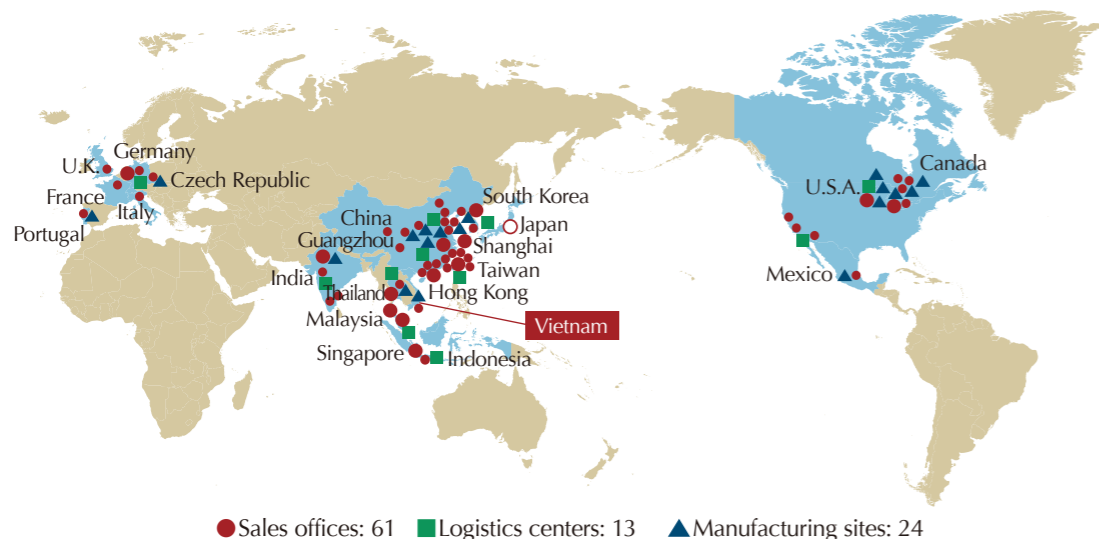 Germany
U.K.
Czech Republic
France
Italy
Portugal
China
South Korea
Japan
Guangzhou
Shanghai
Taiwan
India
Thailand
Hong Kong
Malaysia
Vietnam
Singapore
Indonesia
Canada
U.S.A.
Mexico
Sales offices: 61
Logistics centers: 13
Manufacturing sites: 24